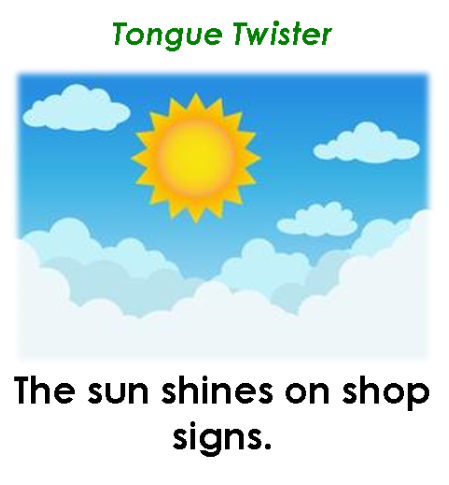 Tongue Twister
The sun shines on shop
signs.